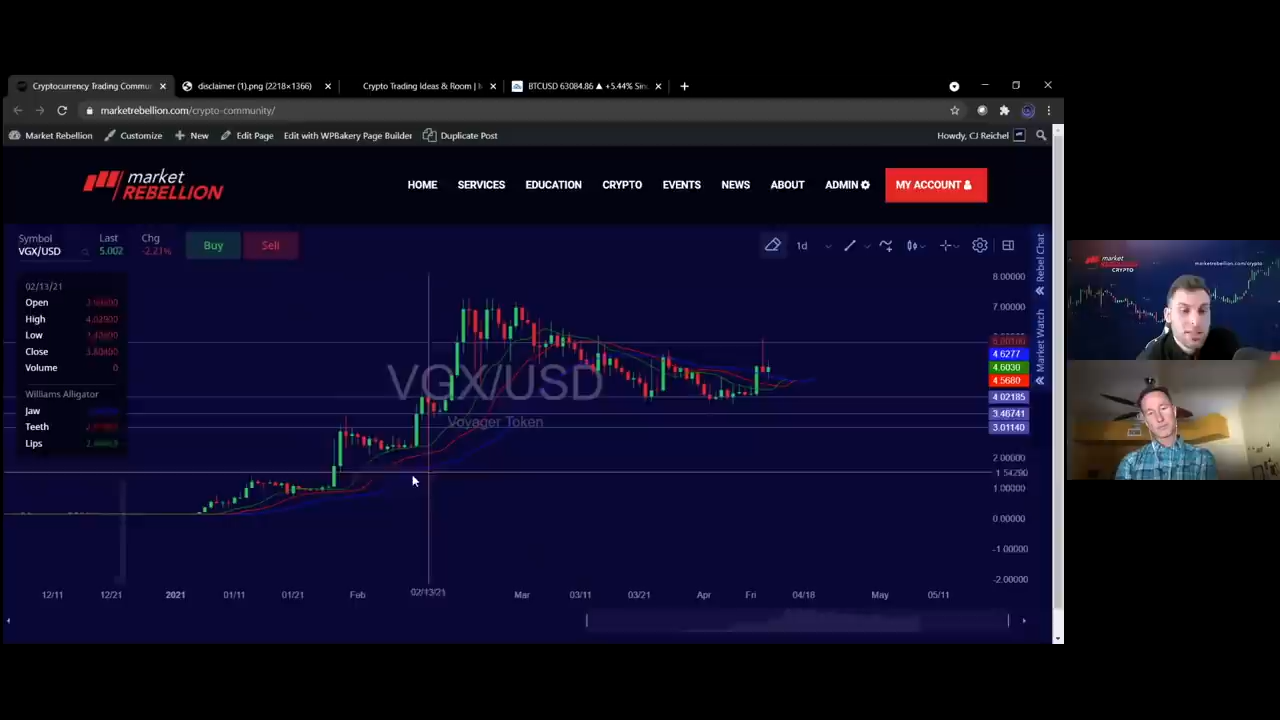 Cryptocurrency Trading Commun
disclaimer (1).png (2218×1366)
Crypto Trading Ideas & Room |
BTCUSD 63084.86 ▲ +5.44%
marketrebellion.com/crypto-community/
Market Rebellion Customize New Edit Page Edit with WPBakery Page Builder Duplicate Post Howdy, CJ Reichel
market
REBELLION
HOME SERVICES EDUCATION CRYPTO EVENTS NEWS ABOUT ADMIN MY ACCOUNT
Symbol Last Chg
VGX/USD 5.002 -2.21% Buy Sell 1d
Rebel Chat
Market Watch
02/13/21
Open
High
Low
Close
Volume 0
Williams Alligator
Jaw
Teeth
Lips
VGX/USD
Voyager Token
8.00000
7.00000
4.6277
4.6030
4.5680
4.02185
3.46741
3.01140
2.00000
1.54290
1.00000
0.00000
-1.00000
-2.00000
12/11 12/21 2021 01/11 01/21 Feb 02/13/21 Mar 03/11 03/21 Apr Fri 04/18 May 05/11
market
CRYPTO
marketrebellion.com/crypto